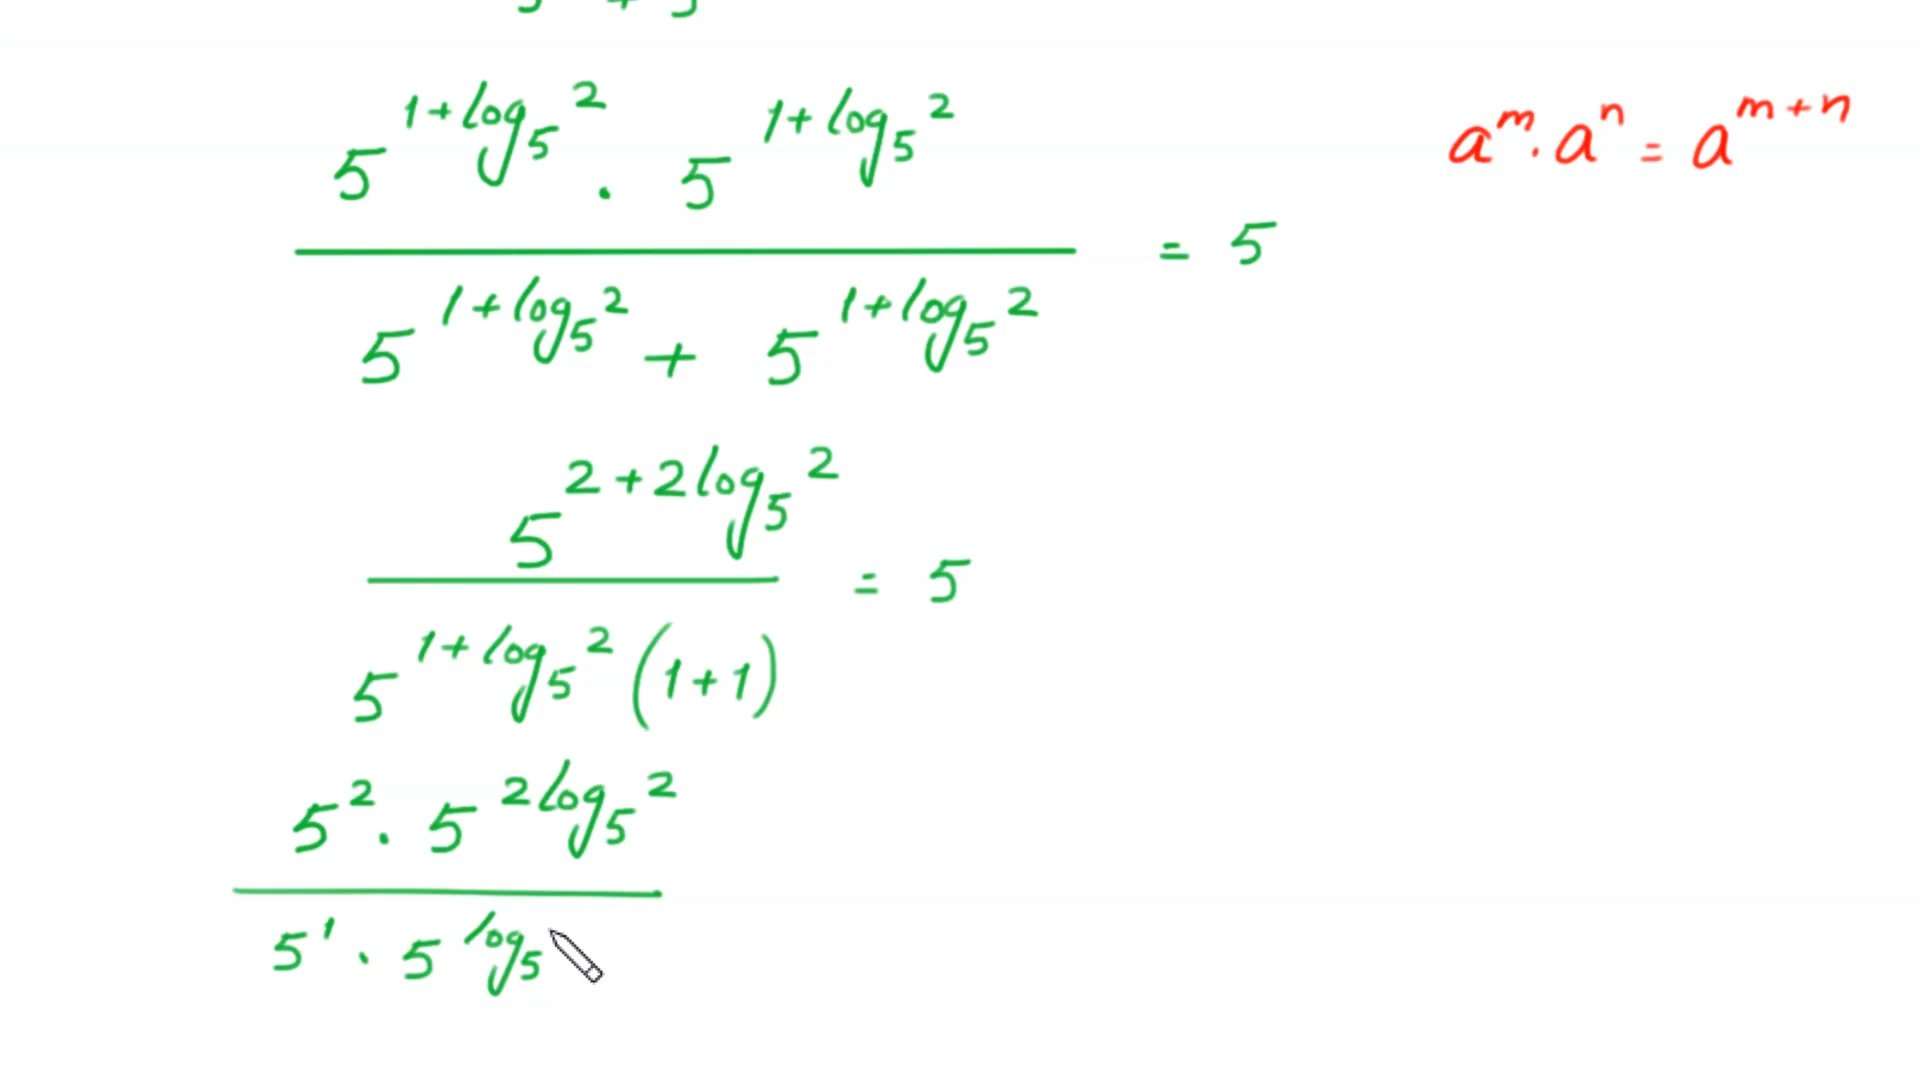 5^{1+log_5 2} · 5^{1+log_5 2} / 5^{1+log_5 2} + 5^{1+log_5 2} = 5
a^m · a^n = a^{m+n}
5^{2+2log_5 2} / 5^{1+log_5 2} (1+1) = 5
5^2 · 5^{2log_5 2} / 5^1 · 5^{log_5}